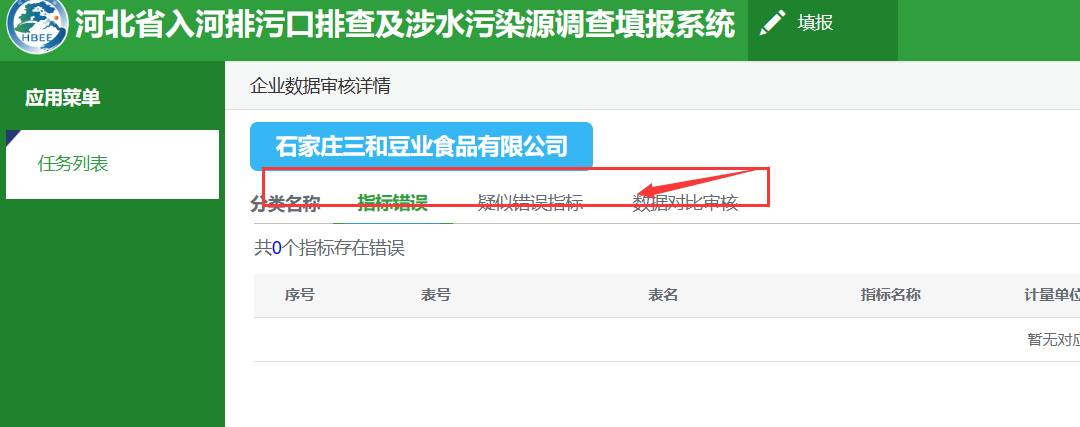 HBEE
河北省入河排污口排查及涉水污染源调查填报系统
填报
应用菜单
任务列表
企业数据审核详情
石家庄三和豆业食品有限公司
分类名称 指标错误 疑似错误指标 数据对比审核
共0个指标存在错误
序号 表号 表名 指标名称 计量单位
暂无对应